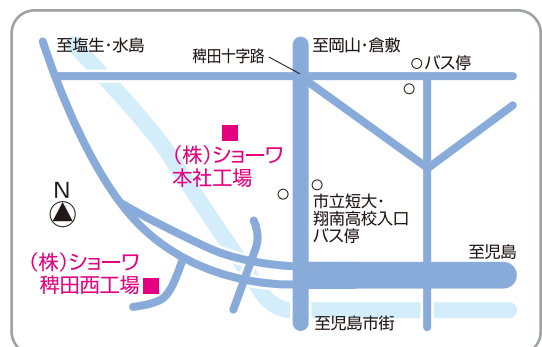 至塩生・水島
稗田十字路
至岡山・倉敷
バス停
(株)ショーワ
本社工場
N
市立短大・
翔南高校入口
バス停
(株)ショーワ
稗田西工場
至児島
至児島市街